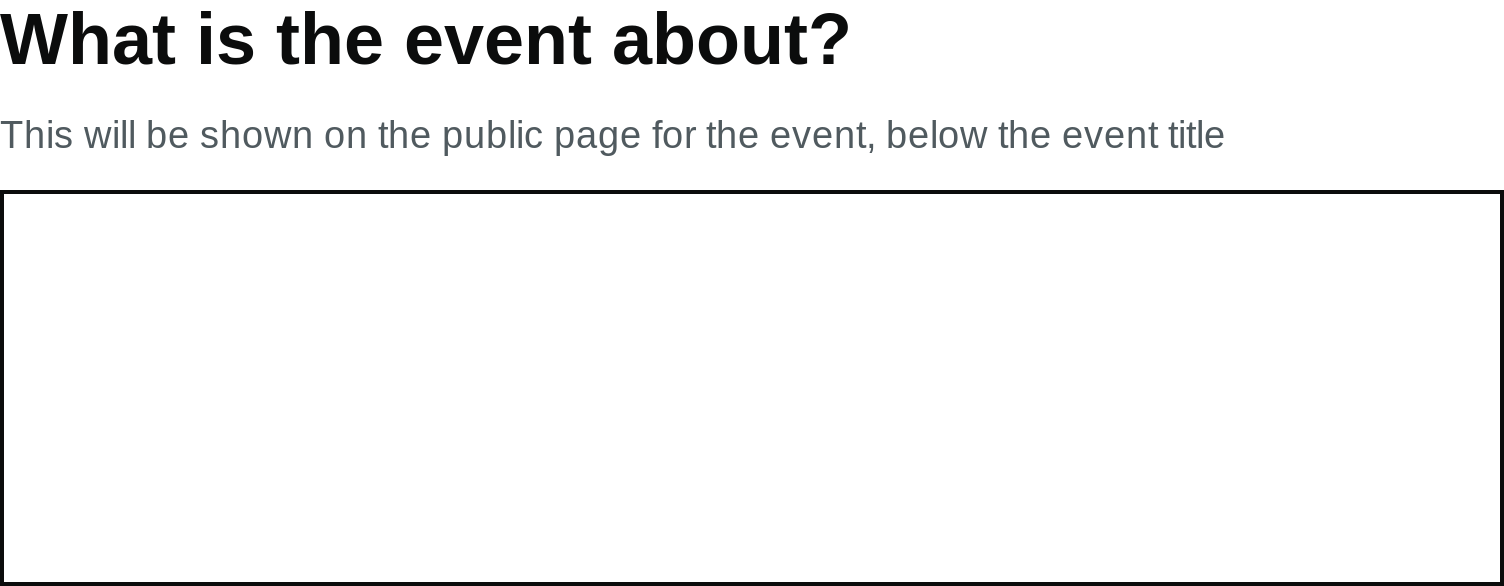 What is the event about?
This will be shown on the public page for the event, below the event title